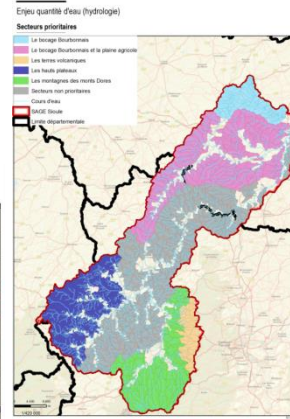 Enjeu quantité d'eau (hydrologie)
Secteurs prioritaires
Le bocage Bourbonnais
Le bocage Bourbonnais et la plaine agricole
Les terres volcaniques
Les hauts plateaux
Les montagnes des monts Dores
Secteurs non prioritaires
Cours d'eau
SAGE Sioule
Limite départementale